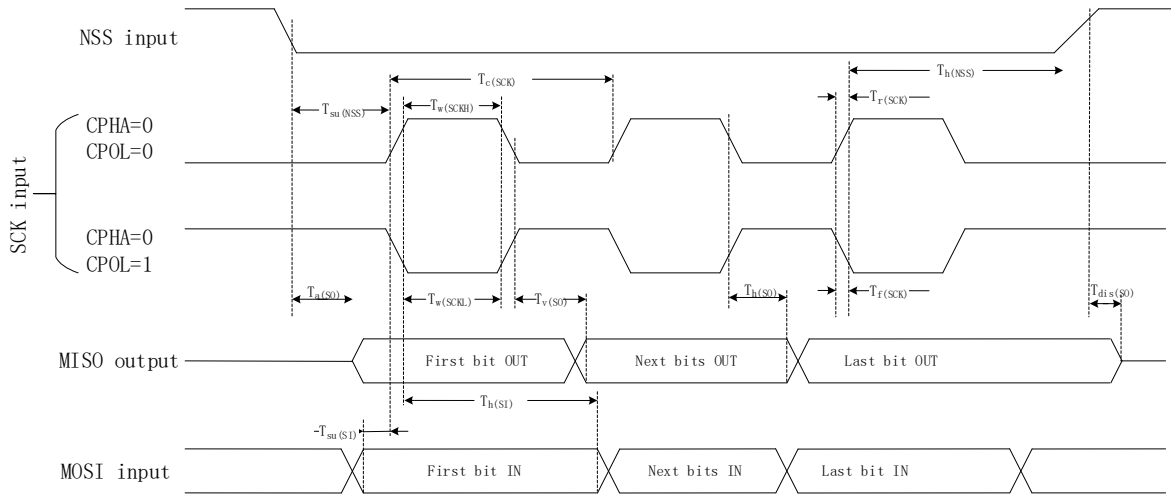 NSS input
Tc(SCK)
Th(NSS)
Tsu(NSS)
Tw(SCKH)
Tr(SCK)
SCK input
CPHA=0
CPOL=0
CPHA=0
CPOL=1
Ta(SO)
Tw(SCKL)
Tv(SO)
Th(SO)
Tf(SCK)
Tdis(SO)
MISO output
First bit OUT
Next bits OUT
Last bit OUT
Th(SI)
-Tsu(SI)
MOSI input
First bit IN
Next bits IN
Last bit IN